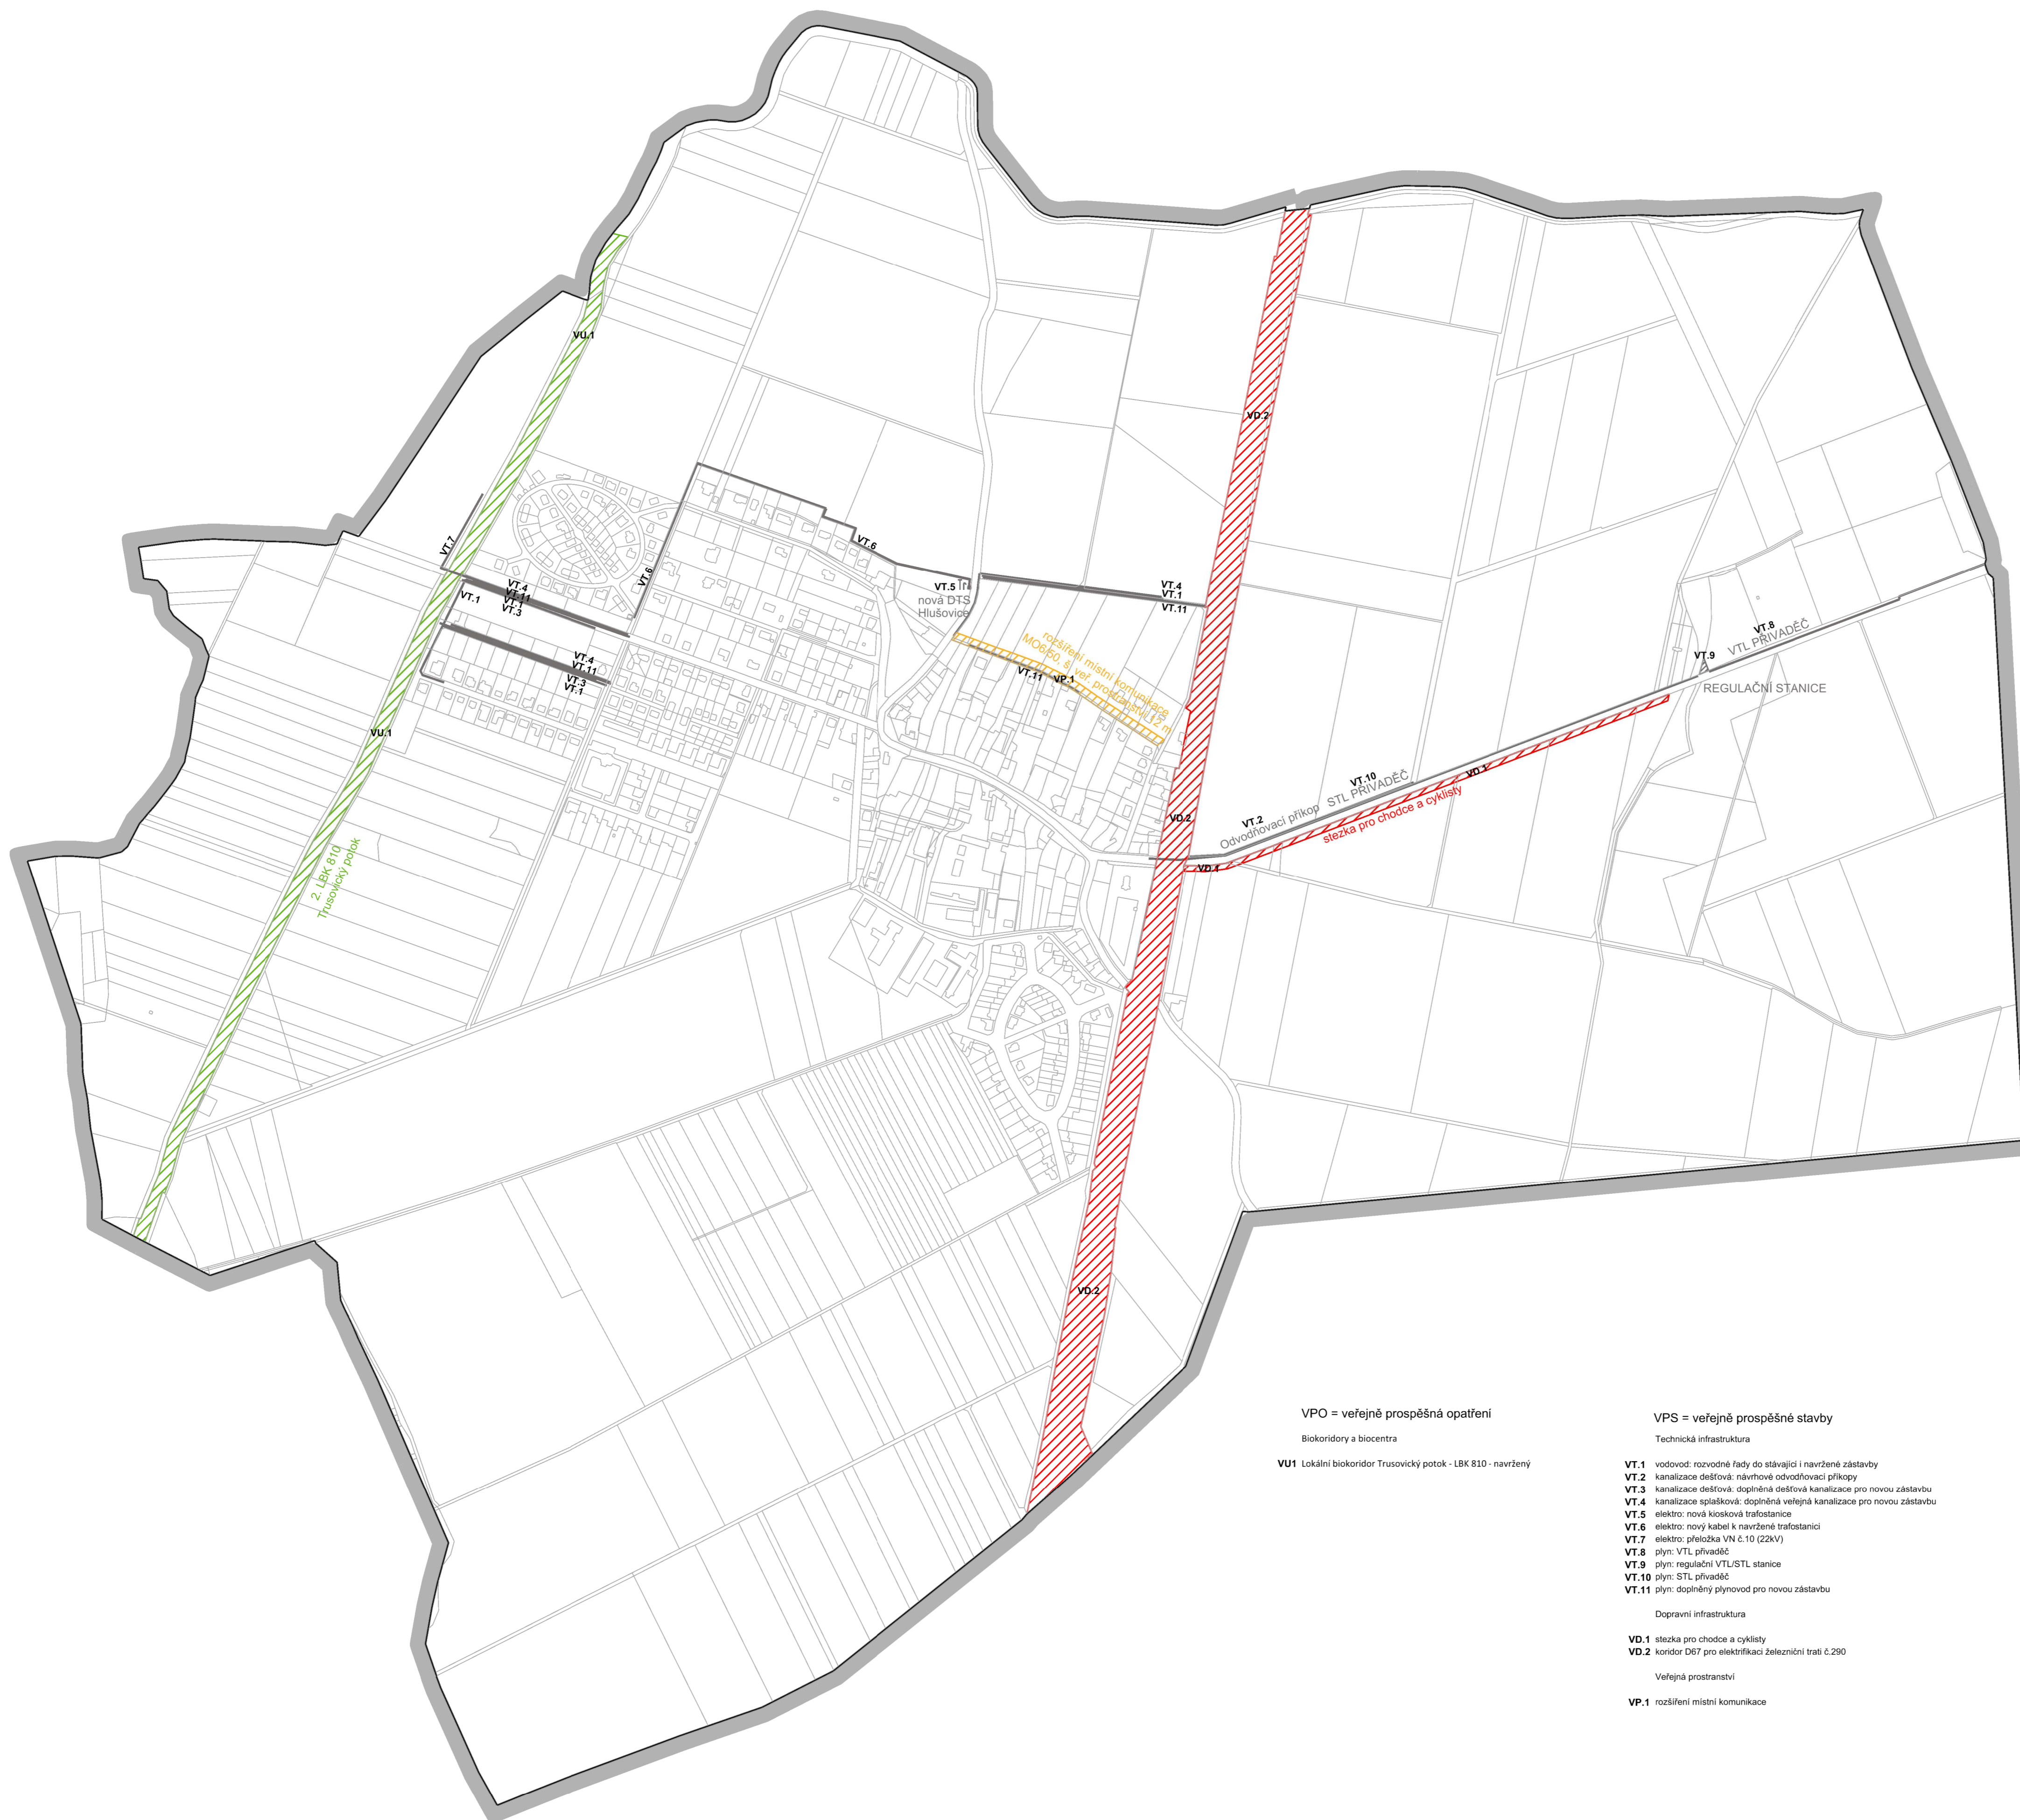 VU.1
VD.2
VT.7
VT.6
VT.6
VT.4
VT.11
VT.1
VT.3
VT.1
VT.5
nová DTS
Hlušovice
VT.4
VT.1
VT.11
rozšíření místní komunikace
MO6/50, š. veř. prostranství 12 m
VT.11
VP.1
VT.4
VT.11
VT.3
VT.1
VU.1
VT.8
VTL PŘIVADĚČ
VT.9
REGULAČNÍ STANICE
VT.10
STL PŘIVADĚČ
VD.1
VT.2
Odvodňovací příkop
stezka pro chodce a cyklisty
VD.2
VD.1
2. LBK 810
Trusovický potok
VD.2
VPO = veřejně prospěšná opatření
Biokoridory a biocentra
VU1 Lokální biokoridor Trusovický potok - LBK 810 - navržený
VPS = veřejně prospěšné stavby
Technická infrastruktura
VT.1 vodovod: rozvodné řady do stávající i navržené zástavby
VT.2 kanalizace dešťová: návrhové odvodňovací příkopy
VT.3 kanalizace dešťová: doplněná dešťová kanalizace pro novou zástavbu
VT.4 kanalizace splašková: doplněná veřejná kanalizace pro novou zástavbu
VT.5 elektro: nová kiosková trafostanice
VT.6 elektro: nový kabel k navržené trafostanici
VT.7 elektro: přeložka VN č.10 (22kV)
VT.8 plyn: VTL přivaděč
VT.9 plyn: regulační VTL/STL stanice
VT.10 plyn: STL přivaděč
VT.11 plyn: doplněný plynovod pro novou zástavbu
Dopravní infrastruktura
VD.1 stezka pro chodce a cyklisty
VD.2 koridor D67 pro elektrifikaci železniční trati č.290
Veřejná prostranství
VP.1 rozšíření místní komunikace